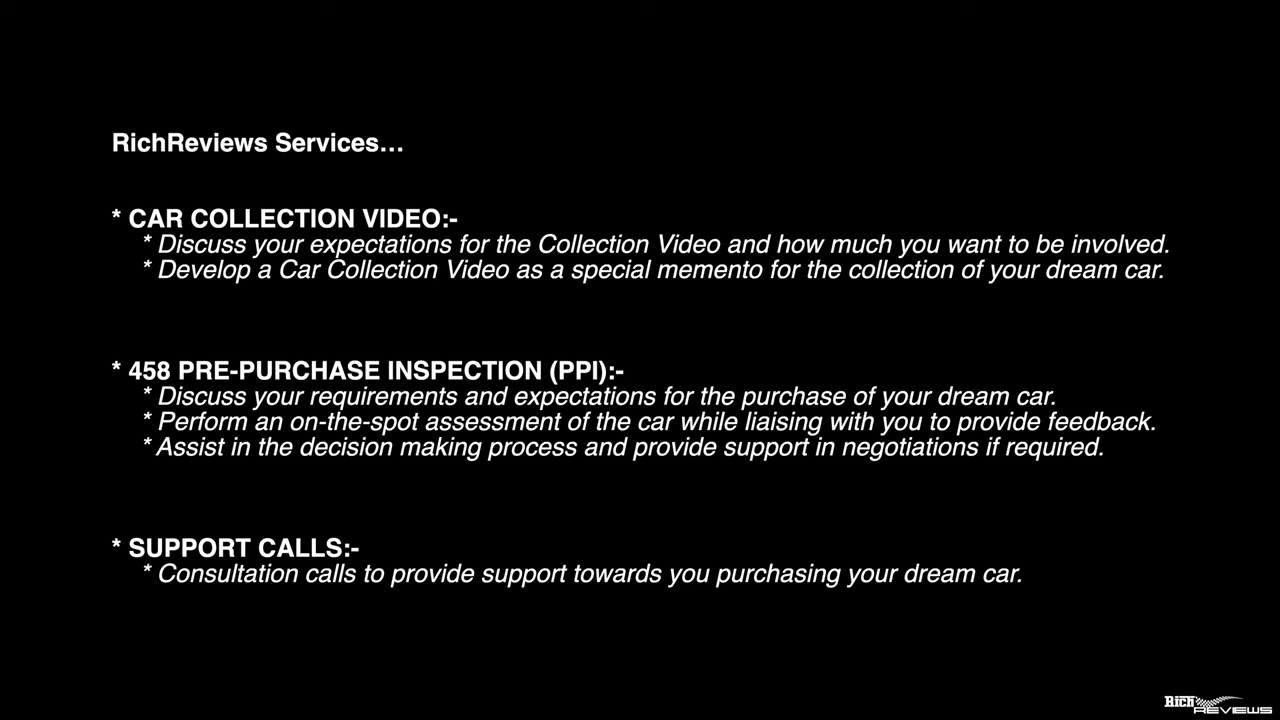 RichReviews Services...
* CAR COLLECTION VIDEO:-
* Discuss your expectations for the Collection Video and how much you want to be involved.
* Develop a Car Collection Video as a special memento for the collection of your dream car.
* 458 PRE-PURCHASE INSPECTION (PPI):-
* Discuss your requirements and expectations for the purchase of your dream car.
* Perform an on-the-spot assessment of the car while liaising with you to provide feedback.
* Assist in the decision making process and provide support in negotiations if required.
* SUPPORT CALLS:-
* Consultation calls to provide support towards you purchasing your dream car.
Rich
REVIEWS